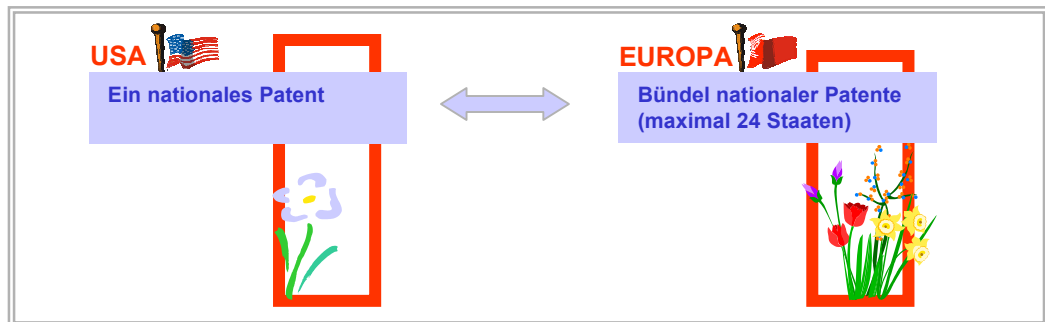 USA
EUROPA
Ein nationales Patent
Bündel nationaler Patente
(maximal 24 Staaten)